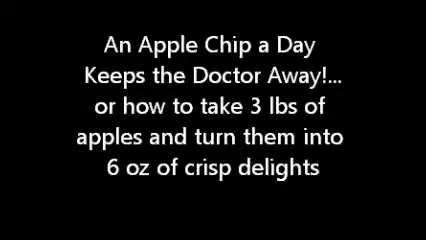 An Apple Chip a Day
Keeps the Doctor Away!...
or how to take 3 lbs of
apples and turn them into
6 oz of crisp delights